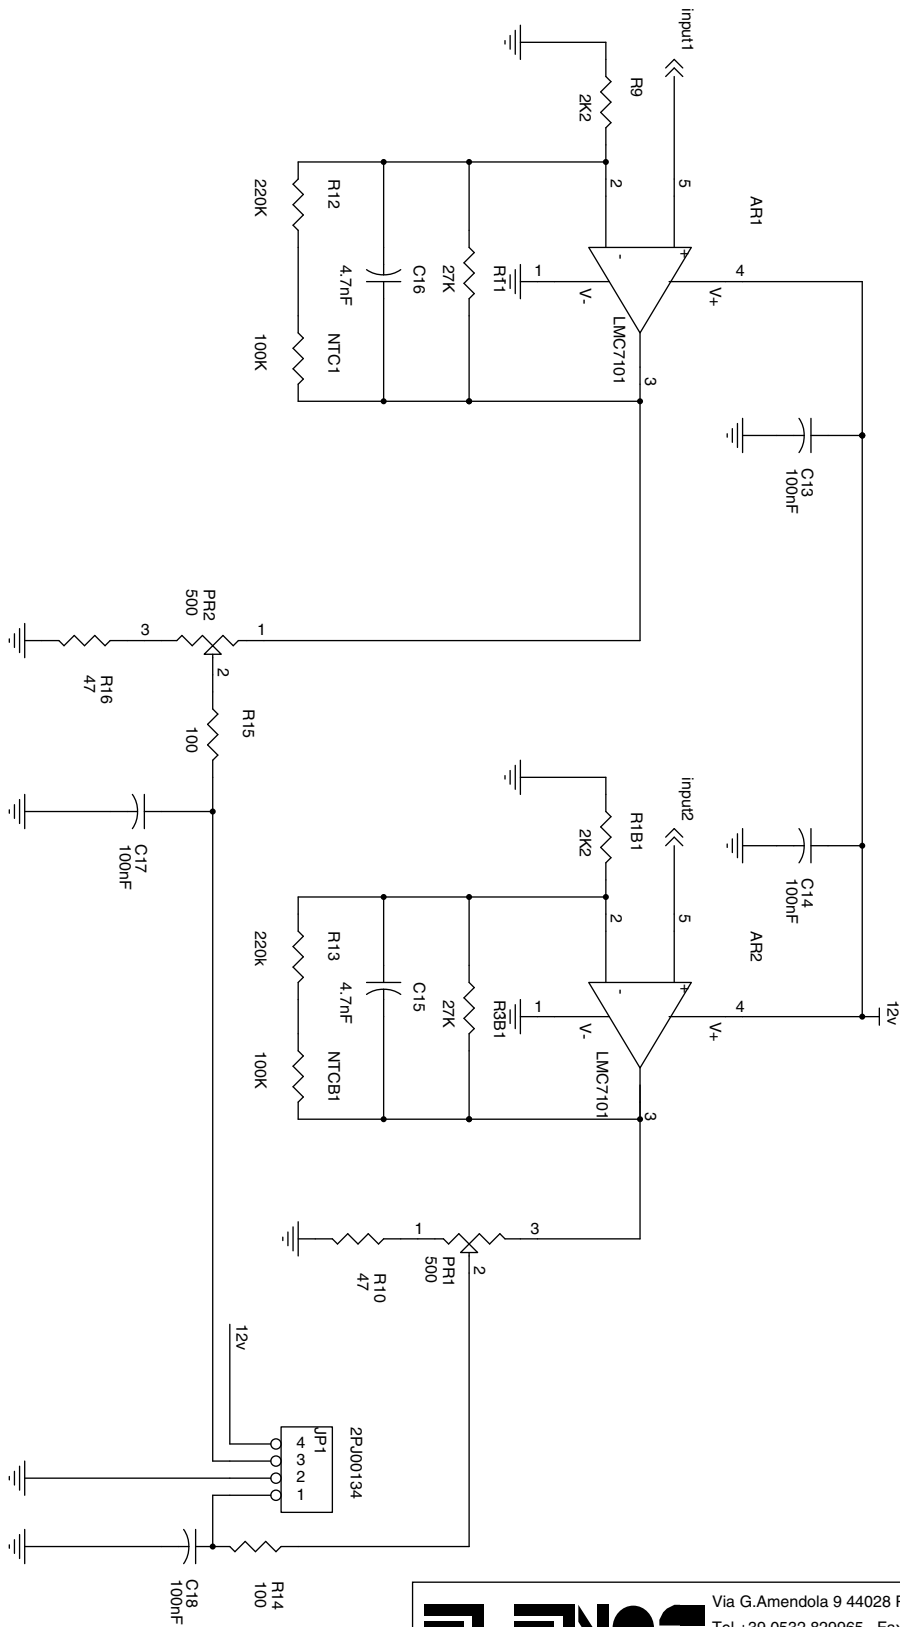 input1
R9
2K2
2
5
AR1
R12
220K
C16
4.7nF
R11
27K
1
V-
4
V+
+
-
LMC7101
3
NTC1
100K
C13
100nF
PR2
500
1
3
2
R16
47
R15
100
C17
100nF
input2
R1B1
2K2
2
5
C14
100nF
AR2
R13
220k
C15
4.7nF
R3B1
27K
1
V-
4
V+
+
-
12v
LMC7101
3
NTCB1
100K
3
1
PR1
500
2
R10
47
12v
2PJ00134
JP1
4
3
2
1
R14
100
C18
100nF
Via G.Amendola 9 44028